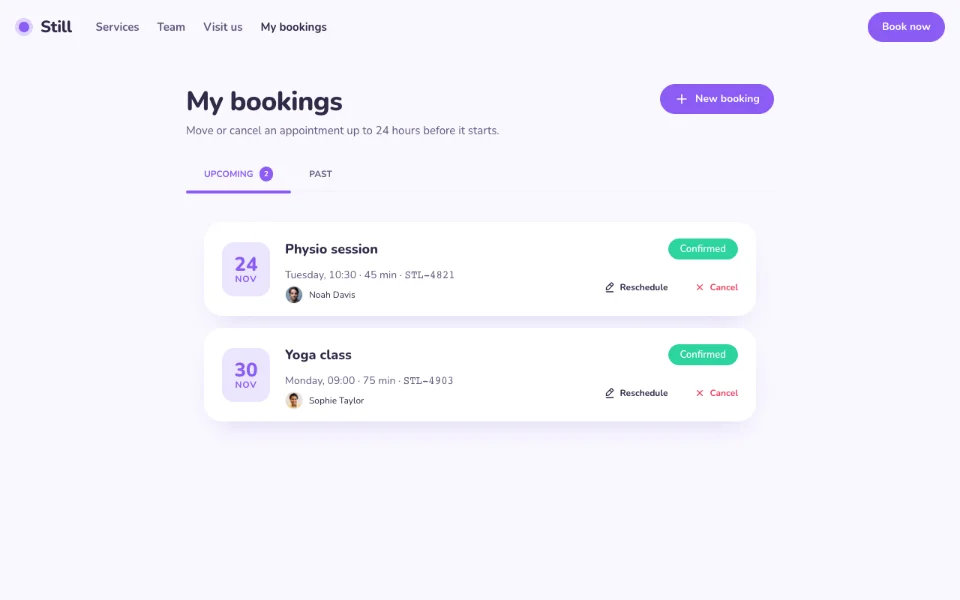 Still
Services
Team
Visit us
My bookings
Book now
My bookings
New booking
Move or cancel an appointment up to 24 hours before it starts.
UPCOMING 2
PAST
24
NOV
Physio session
Confirmed
Tuesday, 10:30 · 45 min · STL-4821
Noah Davis
Reschedule
Cancel
30
NOV
Yoga class
Confirmed
Monday, 09:00 · 75 min · STL-4903
Sophie Taylor
Reschedule
Cancel